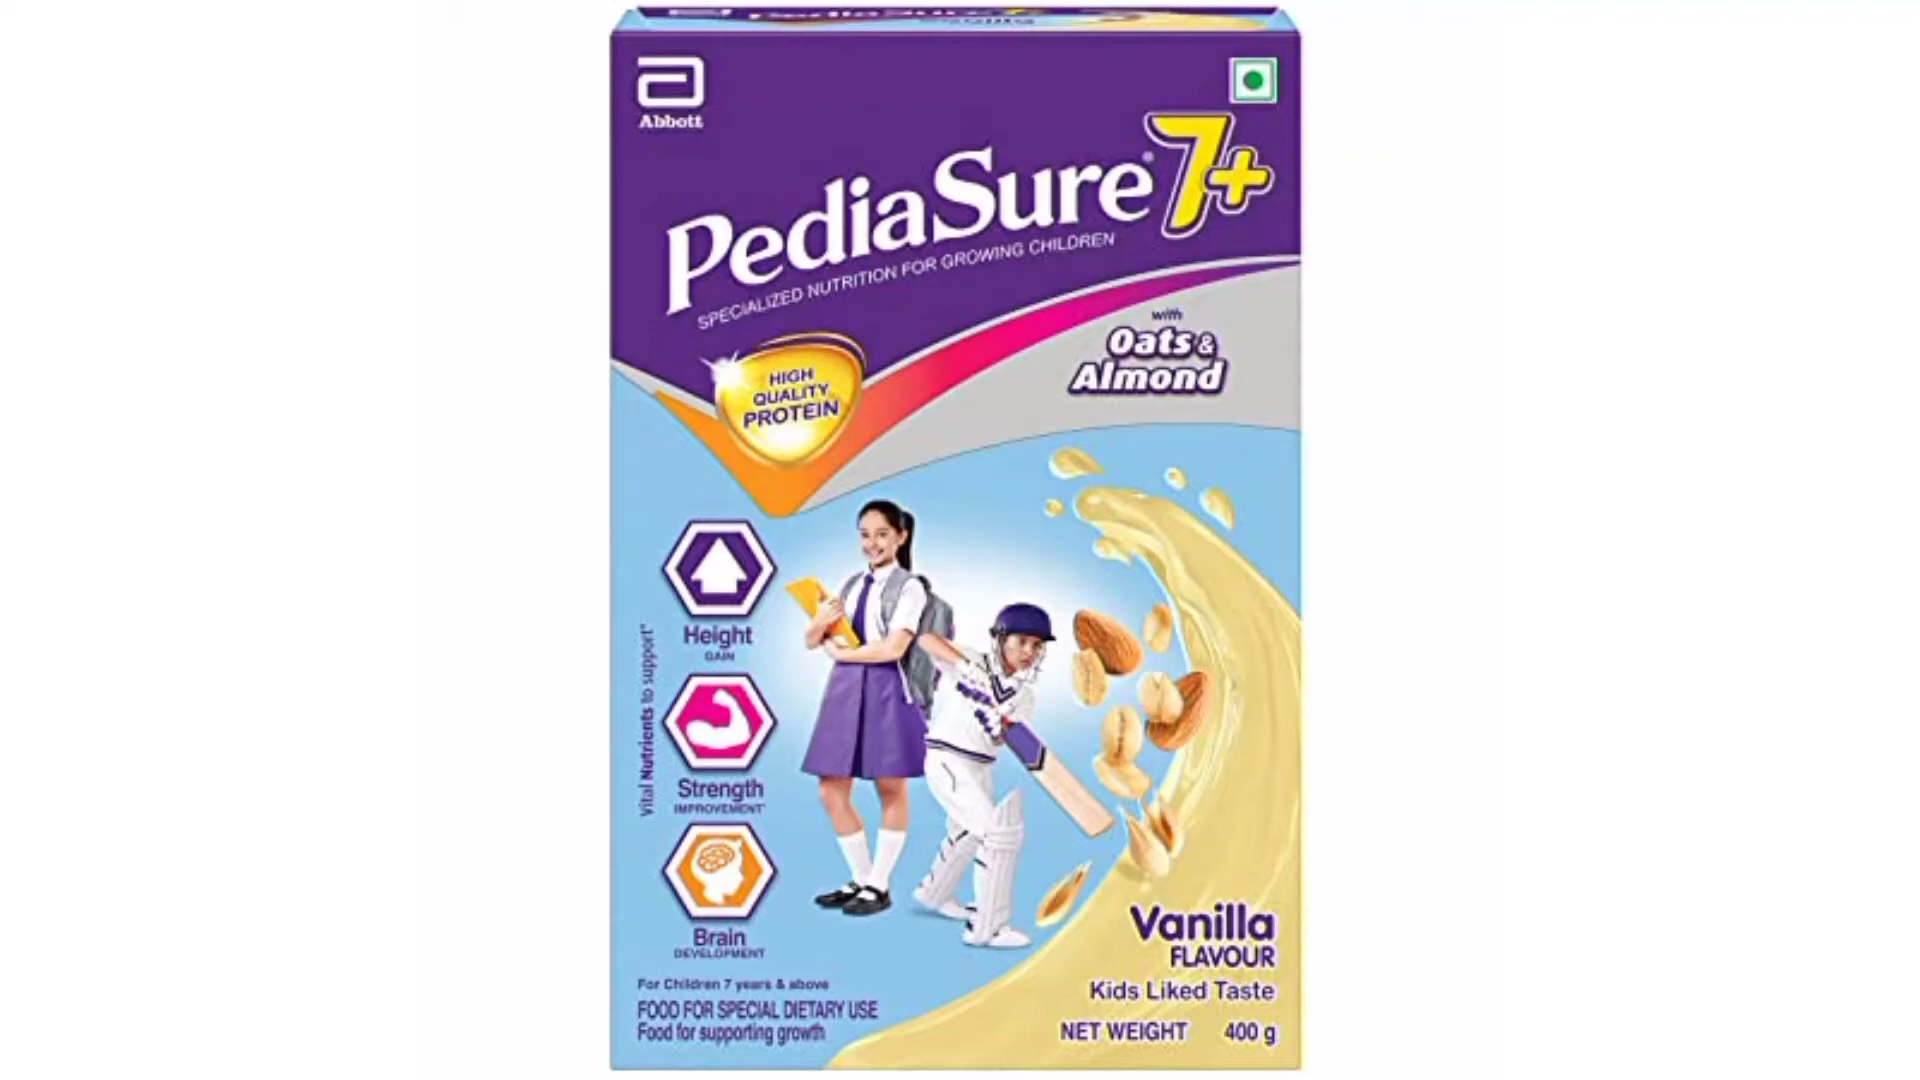 Abbott
PediaSure® 7+
SPECIALIZED NUTRITION FOR GROWING CHILDREN
with
Oats &
Almond
HIGH
QUALITY
PROTEIN
Vital Nutrients to support
Height
GAIN
Strength
IMPROVEMENT
Brain
DEVELOPMENT
For Children 7 years & above
FOOD FOR SPECIAL DIETARY USE
Food for supporting growth
Vanilla
FLAVOUR
Kids Liked Taste
NET WEIGHT 400 g